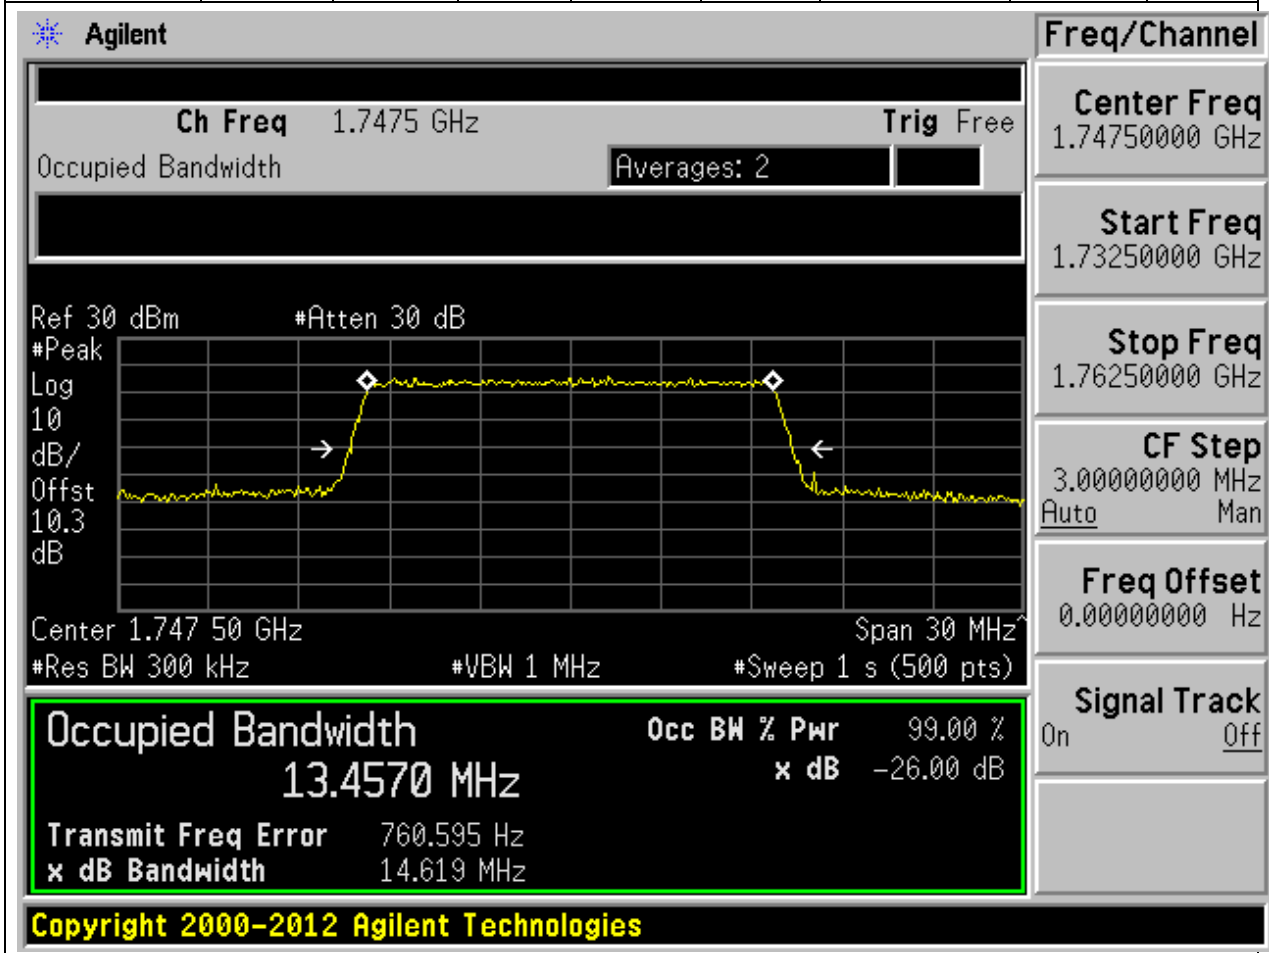 Agilent
Freq/Channel
Ch Freq 1.7475 GHz Trig Free
Occupied Bandwidth Averages: 2
Center Freq
1.74750000 GHz
Start Freq
1.73250000 GHz
Stop Freq
1.76250000 GHz
CF Step
3.00000000 MHz
Auto Man
Freq Offset
0.00000000 Hz
Signal Track
On Off
Ref 30 dBm #Atten 30 dB
#Peak
Log
10
dB/
Offst
10.3
dB
Center 1.747 50 GHz Span 30 MHz^
#Res BW 300 kHz #VBW 1 MHz #Sweep 1 s (500 pts)
Occupied Bandwidth Occ BW % Pwr 99.00 %
13.4570 MHz x dB -26.00 dB
Transmit Freq Error 760.595 Hz
x dB Bandwidth 14.619 MHz
Copyright 2000-2012 Agilent Technologies